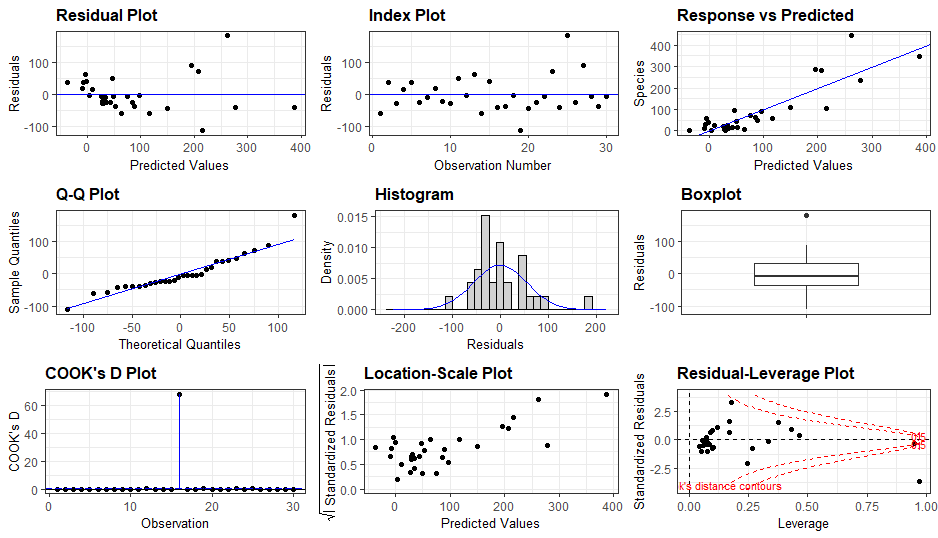 Residual Plot
Residuals
100
0
-100
0
100
200
300
400
Predicted Values
Index Plot
Residuals
100
0
-100
0
10
20
30
Observation Number
Response vs Predicted
Species
400
300
200
100
0
0
100
200
300
400
Predicted Values
Q-Q Plot
Sample Quantiles
100
0
-100
-100
-50
0
50
100
Theoretical Quantiles
Histogram
Density
0.015
0.010
0.005
0.000
-200
-100
0
100
200
Residuals
Boxplot
Residuals
100
0
-100
COOK's D Plot
COOK's D
60
40
20
0
0
10
20
30
Observation
Location-Scale Plot
√|Standardized Residuals|
2.0
1.5
1.0
0.5
0.0
0
100
200
300
400
Predicted Values
Residual-Leverage Plot
Standardized Residuals
2.5
0.0
-2.5
k's distance contours
0.00
0.25
0.50
0.75
1.00
Leverage